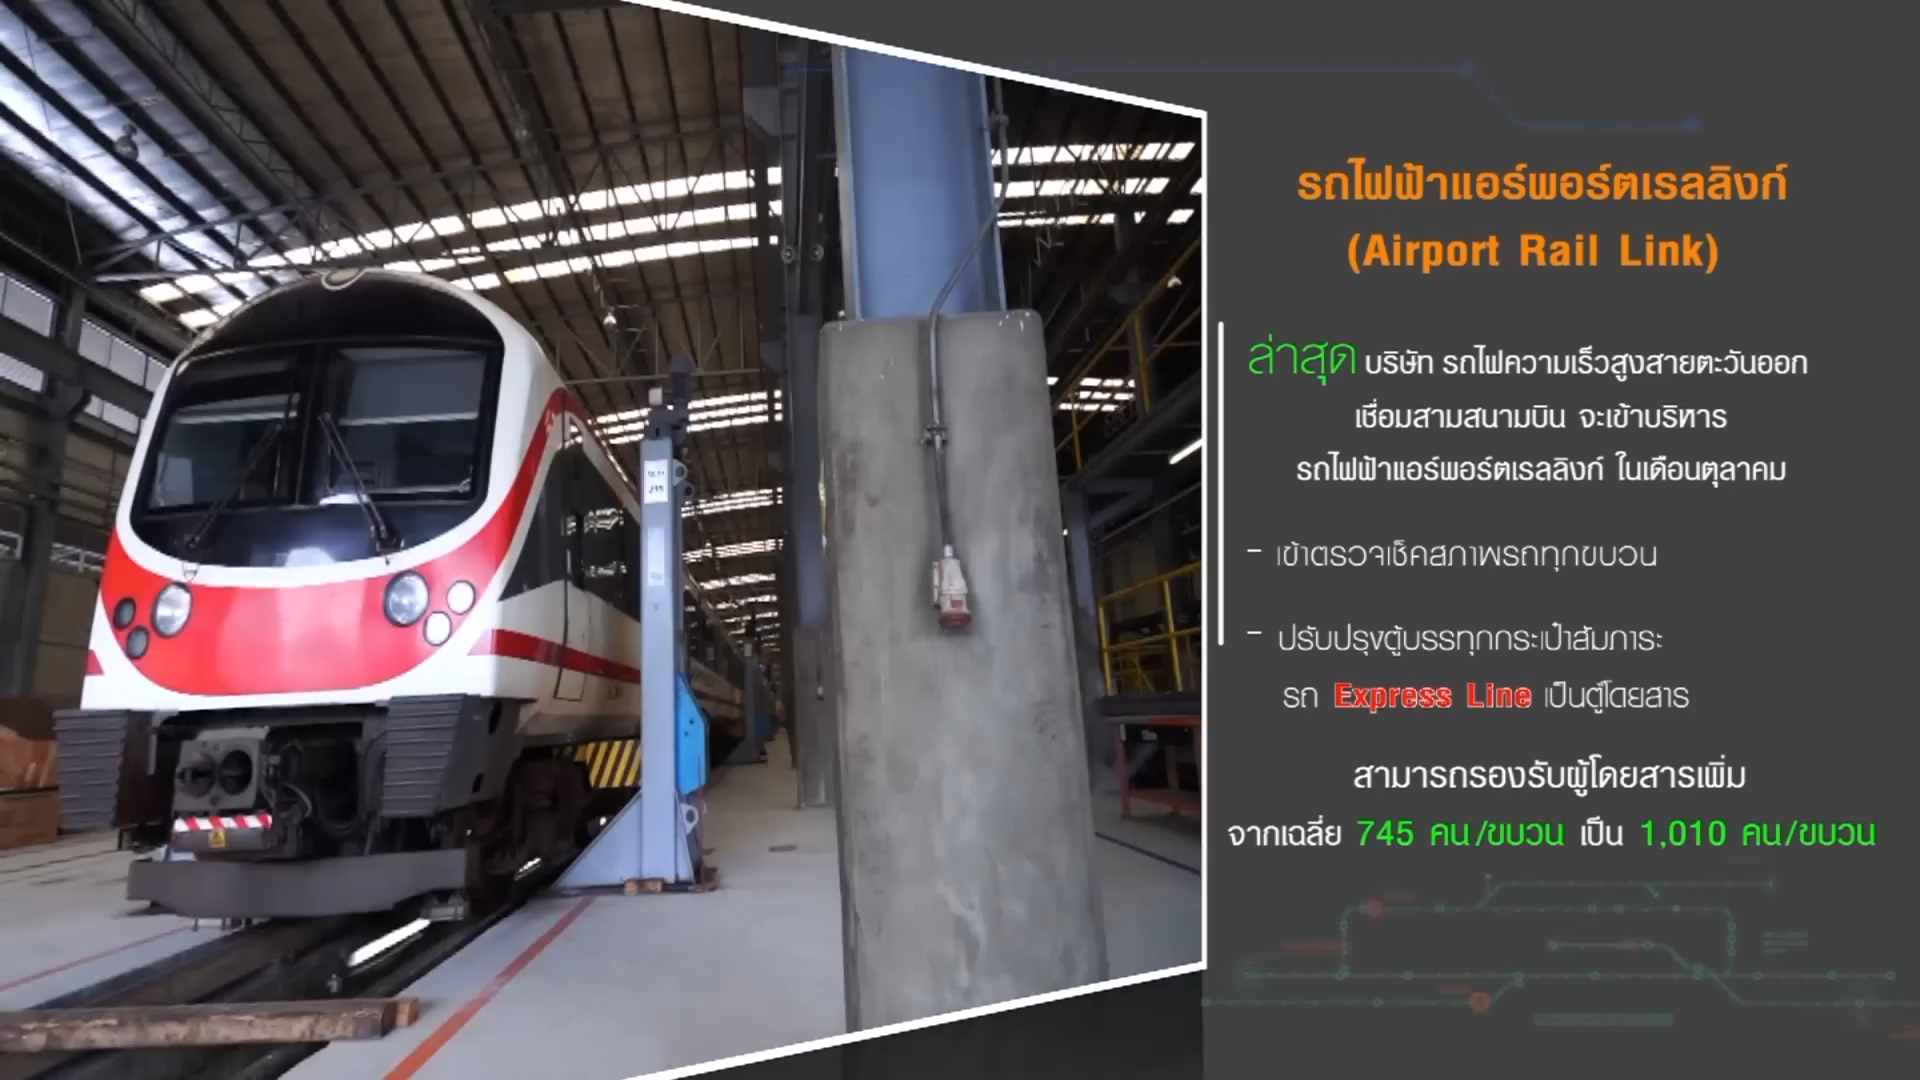 รถไฟฟ้าแอร์พอร์ตเรลลิงก์
(Airport Rail Link)
ล่าสุด บริษัท รถไฟความเร็วสูงสายตะวันออก
เชื่อมสามสนามบิน จะเข้าบริหาร
รถไฟฟ้าแอร์พอร์ตเรลลิงก์ ในเดือนตุลาคม
- เข้าตรวจเช็คสภาพรถทุกขบวน
- ปรับปรุงตู้บรรทุกกระเป๋าสัมภาระ
รถ Express Line เป็นตู้โดยสาร
สามารถรองรับผู้โดยสารเพิ่ม
จากเฉลี่ย 745 คน/ขบวน เป็น 1,010 คน/ขบวน